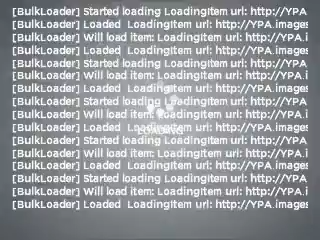 [BulkLoader] Started loading LoadingItem url: http://YPA
[BulkLoader] Loaded LoadingItem url: http://YPA.images
[BulkLoader] Will load item: LoadingItem url: http://YPA.i
[BulkLoader] Loaded LoadingItem url: http://YPA.images
[BulkLoader] Started loading LoadingItem url: http://YPA
[BulkLoader] Will load item: LoadingItem url: http://YPA.i
[BulkLoader] Loaded LoadingItem url: http://YPA.images
[BulkLoader] Started loading LoadingItem url: http://YPA
[BulkLoader] Will load item: LoadingItem url: http://YPA.i
[BulkLoader] Loaded LoadingItem url: http://YPA.images
LOADING
[BulkLoader] Started loading LoadingItem url: http://YPA
[BulkLoader] Will load item: LoadingItem url: http://YPA.i
[BulkLoader] Loaded LoadingItem url: http://YPA.images
[BulkLoader] Started loading LoadingItem url: http://YPA
[BulkLoader] Will load item: LoadingItem url: http://YPA.i
[BulkLoader] Loaded LoadingItem url: http://YPA.images